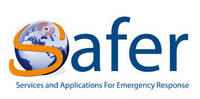 Safer
Services and Applications For Emergency Response